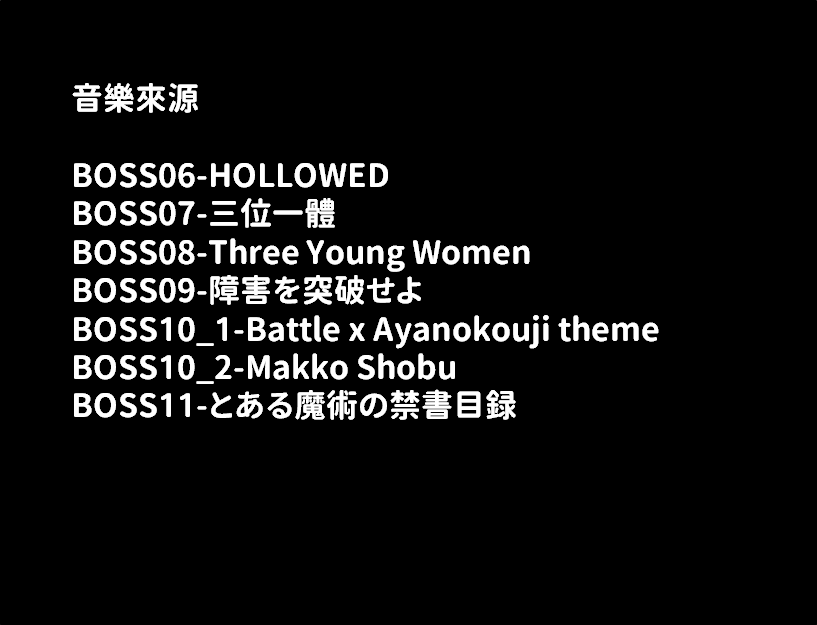 音樂來源
BOSS06-HOLLOWED
BOSS07-三位一體
BOSS08-Three Young Women
BOSS09-障害を突破せよ
BOSS10_1-Battle x Ayanokouji theme
BOSS10_2-Makko Shobu
BOSS11-とある魔術の禁書目録